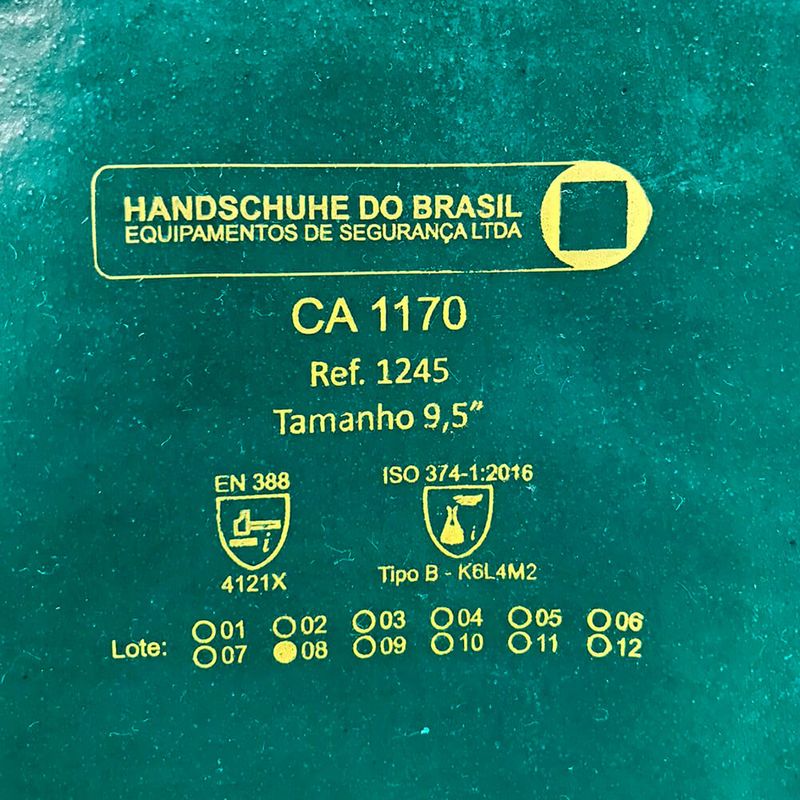 HANDSCHUHE DO BRASIL
EQUIPAMENTOS DE SEGURANÇA LTDA
CA 1170
Ref. 1245
Tamanho 9,5”
EN 388
ISO 374-1:2016
i
i
4121X
Tipo B - K6L4M2
Lote:
01 02 03 04 05 06
07 08 09 10 11 12